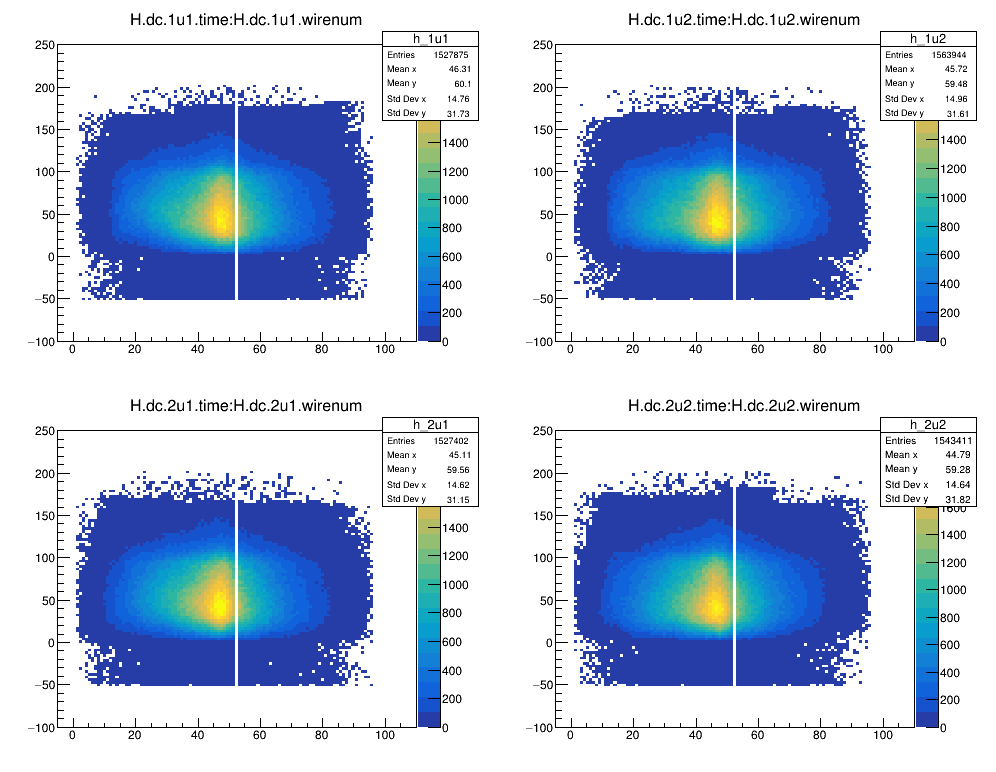 H.dc.1u1.time:H.dc.1u1.wirenum
h_1u1
Entries 1527875
Mean x 46.31
Mean y 60.1
Std Dev x 14.76
Std Dev y 31.73
250
200
150
100
50
0
−50
−100
0 20 40 60 80 100
1400
1200
1000
800
600
400
200
0
H.dc.1u2.time:H.dc.1u2.wirenum
h_1u2
Entries 1563944
Mean x 45.72
Mean y 59.48
Std Dev x 14.96
Std Dev y 31.61
250
200
150
100
50
0
−50
−100
0 20 40 60 80 100
1400
1200
1000
800
600
400
200
0
H.dc.2u1.time:H.dc.2u1.wirenum
h_2u1
Entries 1527402
Mean x 45.11
Mean y 59.56
Std Dev x 14.62
Std Dev y 31.15
250
200
150
100
50
0
−50
−100
0 20 40 60 80 100
1400
1200
1000
800
600
400
200
0
H.dc.2u2.time:H.dc.2u2.wirenum
h_2u2
Entries 1543411
Mean x 44.79
Mean y 59.28
Std Dev x 14.64
Std Dev y 31.82
250
200
150
100
50
0
−50
−100
0 20 40 60 80 100
1600
1400
1200
1000
800
600
400
200
0